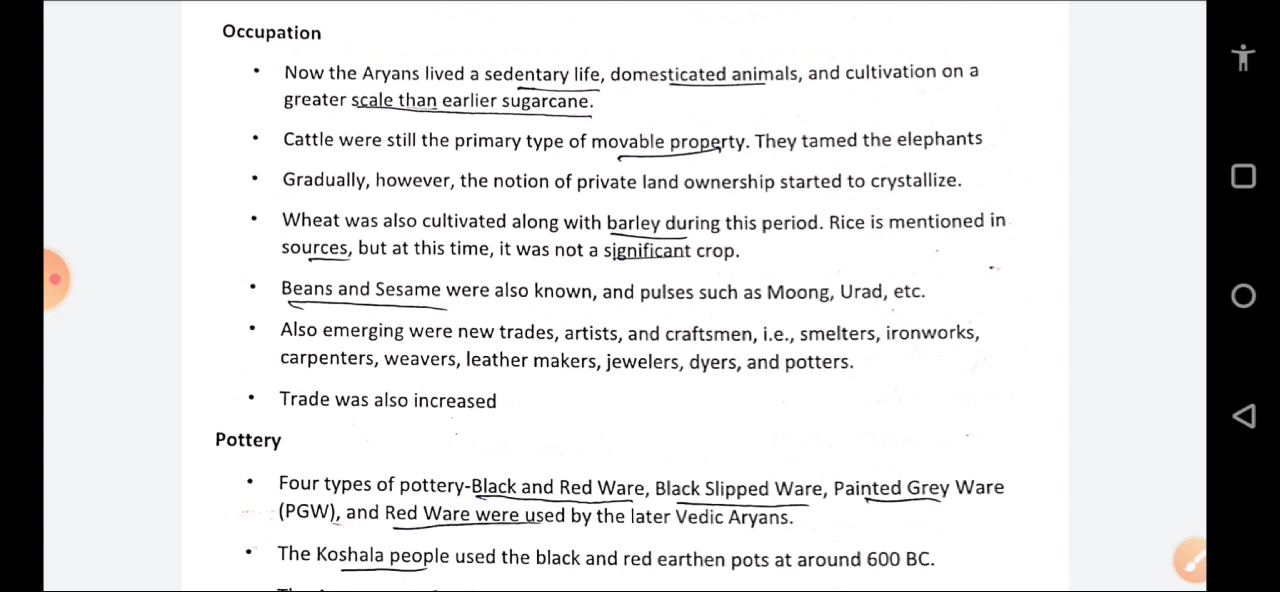 Occupation
• Now the Aryans lived a sedentary life, domesticated animals, and cultivation on a
greater scale than earlier sugarcane.
• Cattle were still the primary type of movable property. They tamed the elephants
• Gradually, however, the notion of private land ownership started to crystallize.
• Wheat was also cultivated along with barley during this period. Rice is mentioned in
sources, but at this time, it was not a significant crop.
• Beans and Sesame were also known, and pulses such as Moong, Urad, etc.
• Also emerging were new trades, artists, and craftsmen, i.e., smelters, ironworks,
carpenters, weavers, leather makers, jewelers, dyers, and potters.
• Trade was also increased
Pottery
• Four types of pottery-Black and Red Ware, Black Slipped Ware, Painted Grey Ware
(PGW), and Red Ware were used by the later Vedic Aryans.
• The Koshala people used the black and red earthen pots at around 600 BC.